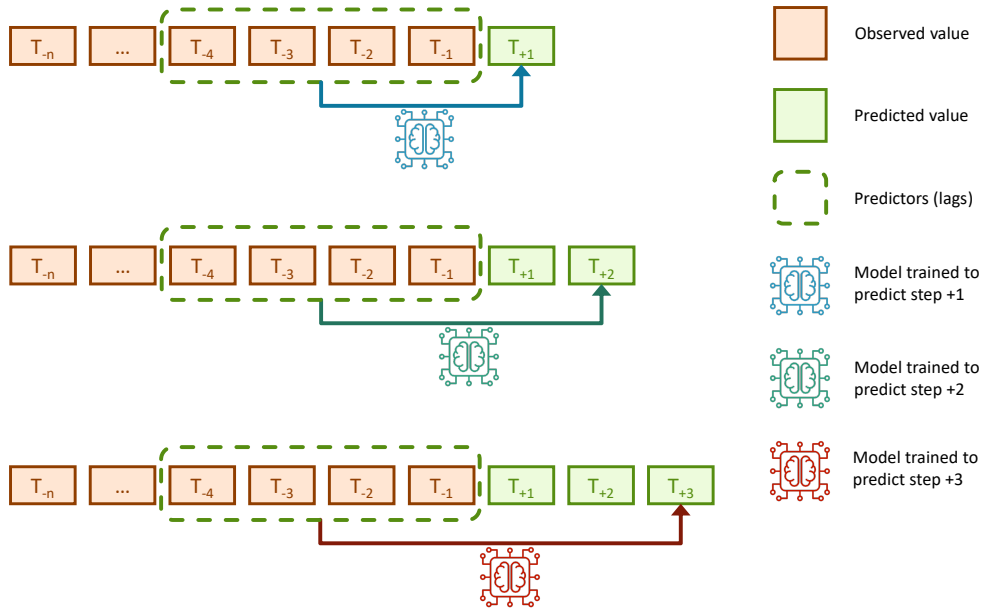 T-n ... T-4 T-3 T-2 T-1 T+1
Observed value
Predicted value
Predictors (lags)
T-n ... T-4 T-3 T-2 T-1 T+1 T+2
Model trained to
predict step +1
Model trained to
predict step +2
T-n ... T-4 T-3 T-2 T-1 T+1 T+2 T+3
Model trained to
predict step +3